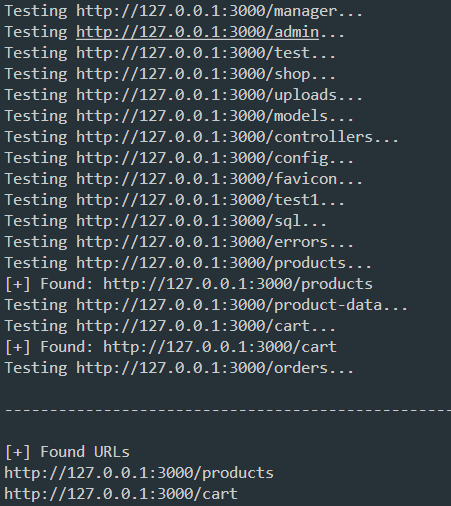 Testing http://127.0.0.1:3000/manager...
Testing http://127.0.0.1:3000/admin...
Testing http://127.0.0.1:3000/test...
Testing http://127.0.0.1:3000/shop...
Testing http://127.0.0.1:3000/uploads...
Testing http://127.0.0.1:3000/models...
Testing http://127.0.0.1:3000/controllers...
Testing http://127.0.0.1:3000/config...
Testing http://127.0.0.1:3000/favicon...
Testing http://127.0.0.1:3000/test1...
Testing http://127.0.0.1:3000/sql...
Testing http://127.0.0.1:3000/errors...
Testing http://127.0.0.1:3000/products...
[+] Found: http://127.0.0.1:3000/products
Testing http://127.0.0.1:3000/product-data...
Testing http://127.0.0.1:3000/cart...
[+] Found: http://127.0.0.1:3000/cart
Testing http://127.0.0.1:3000/orders...
--------------------------------------------------
[+] Found URLs
http://127.0.0.1:3000/products
http://127.0.0.1:3000/cart